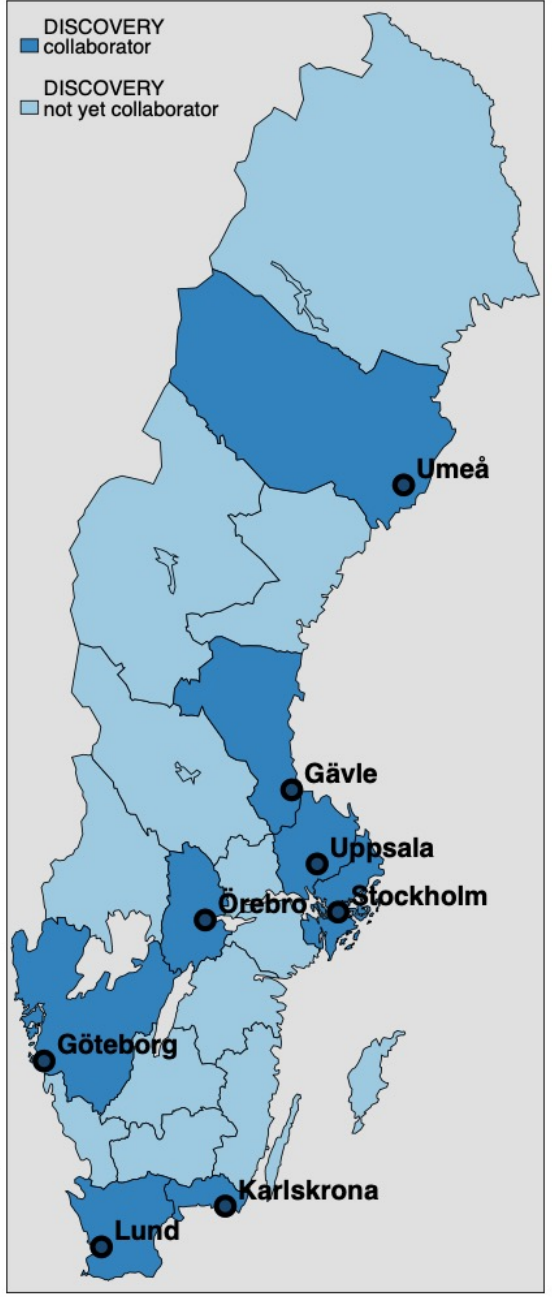 DISCOVERY
collaborator
DISCOVERY
not yet collaborator
Umeå
Gävle
Uppsala
Stockholm
Örebro
Göteborg
Karlskrona
Lund